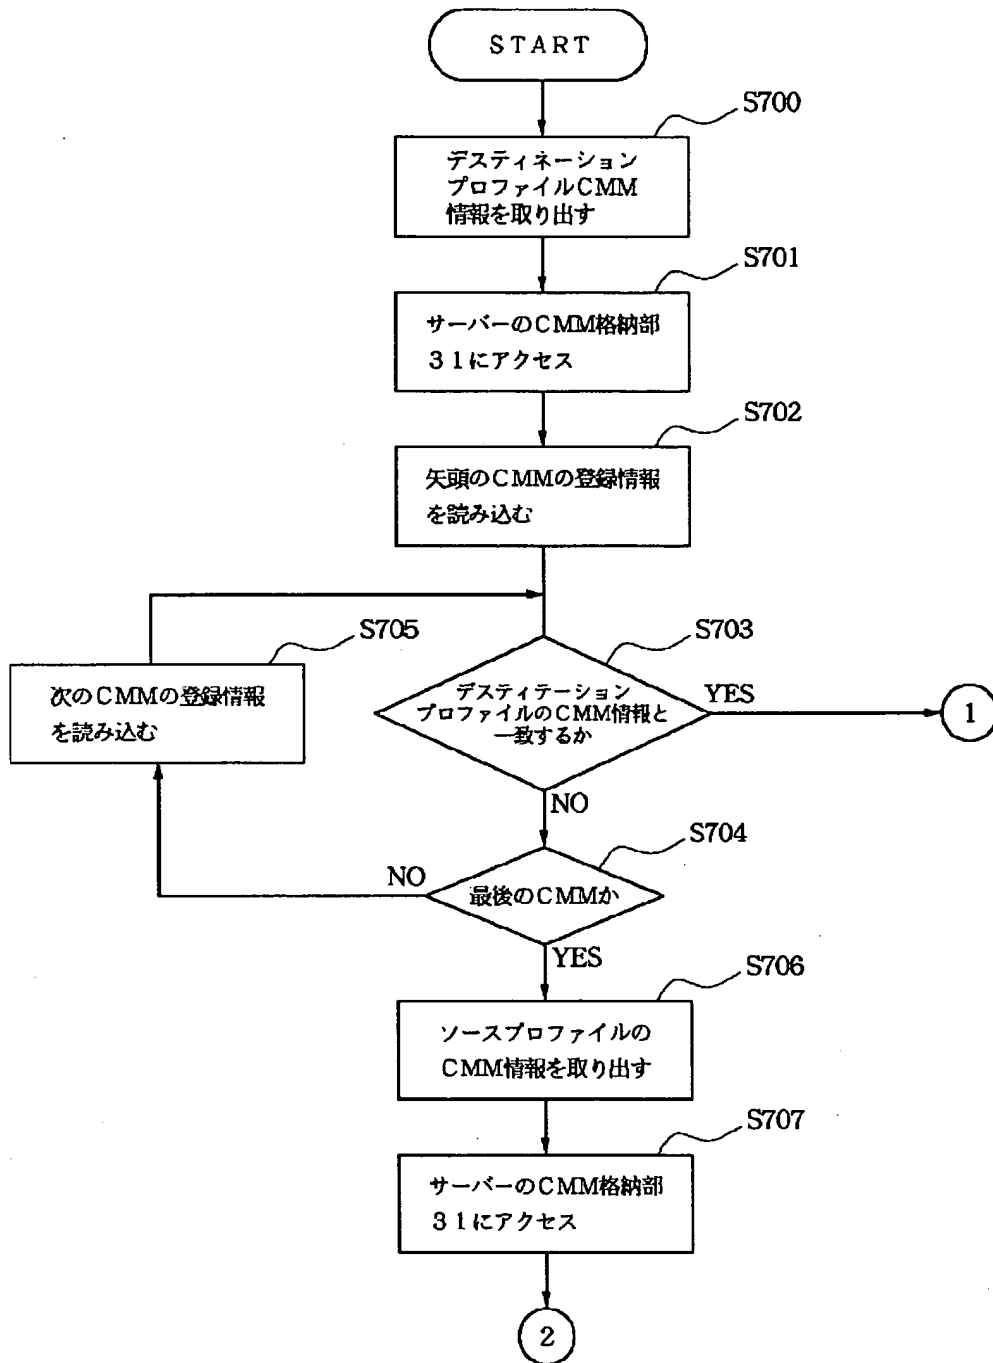 START
S700
デスティネーション
プロファイルCMM
情報を取り出す
S701
サーバーのCMM格納部
31にアクセス
S702
矢頭のCMMの登録情報
を読み込む
S705
次のCMMの登録情報
を読み込む
S703
デスティテーション
プロファイルのCMM情報と
一致するか
YES
1
NO
S704
最後のCMMか
NO
YES
S706
ソースプロファイルの
CMM情報を取り出す
S707
サーバーのCMM格納部
31にアクセス
2